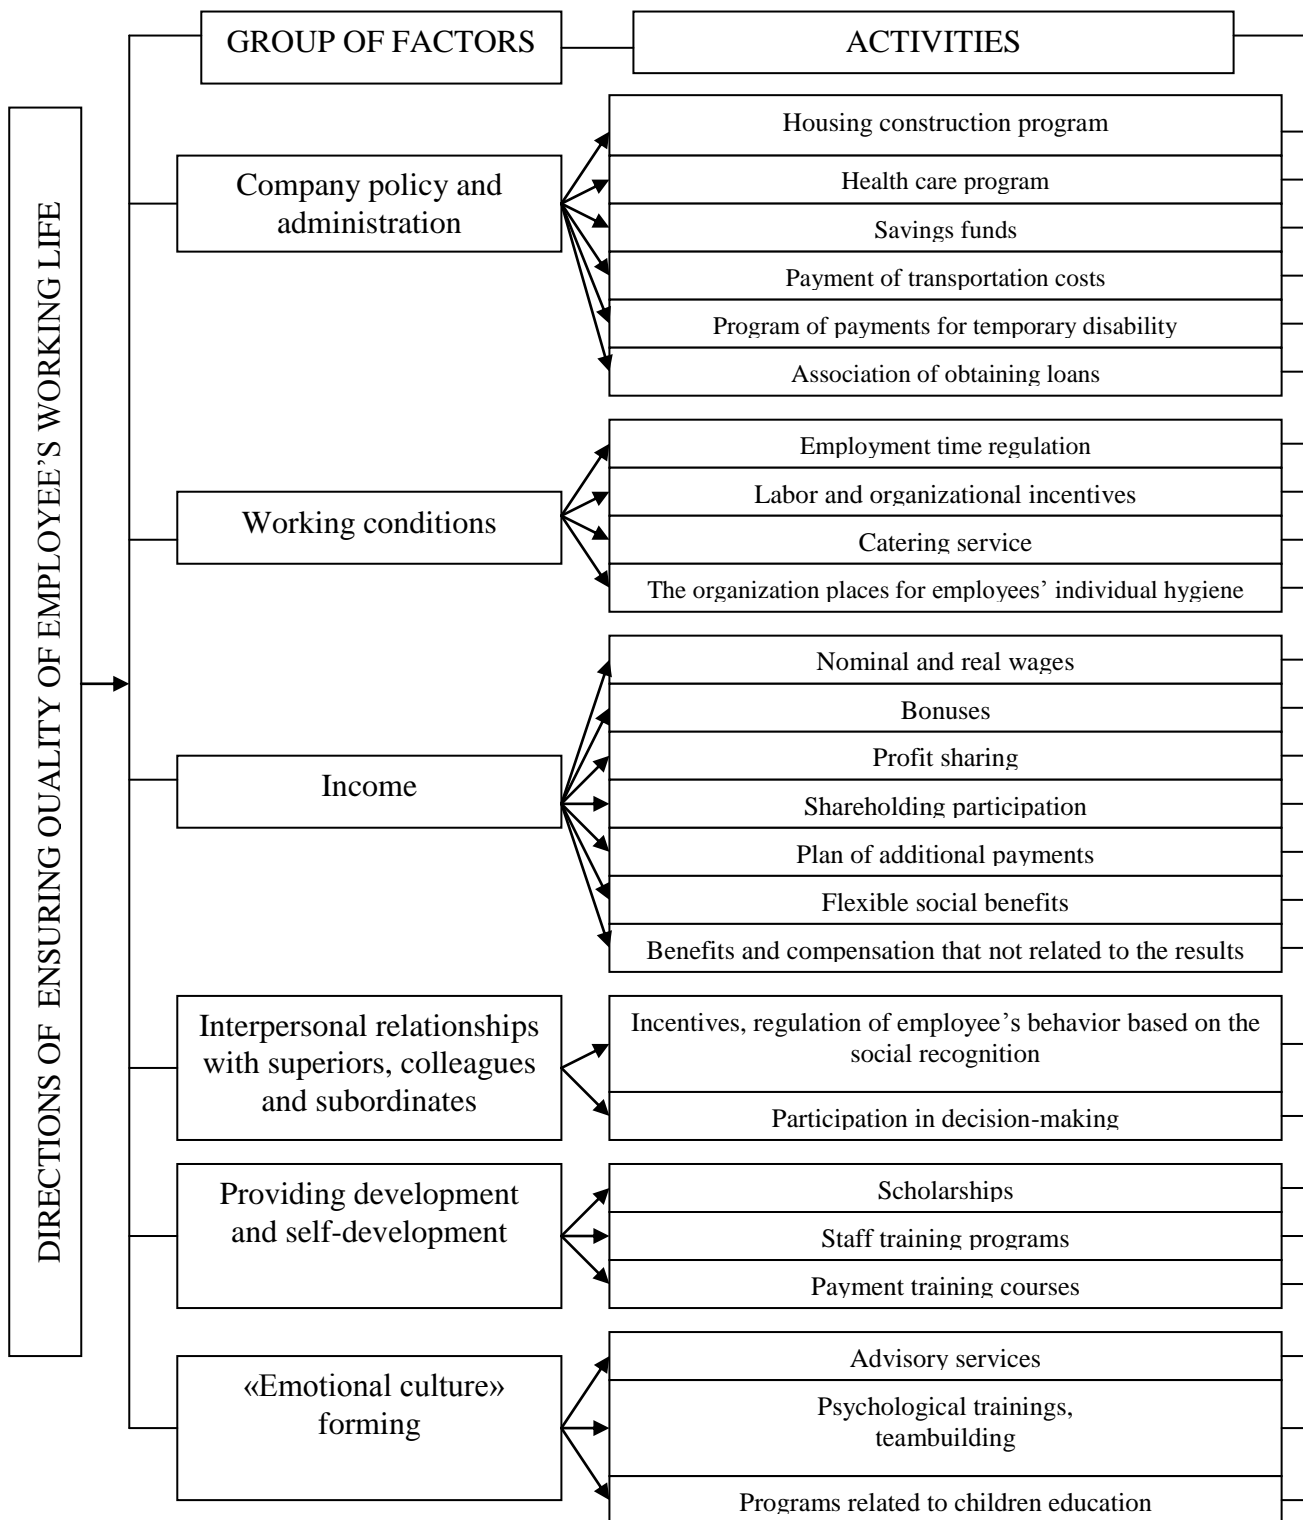 GROUP OF FACTORS
ACTIVITIES
DIRECTIONS OF ENSURING QUALITY OF EMPLOYEE’S WORKING LIFE
Company policy and
administration
Housing construction program
Health care program
Savings funds
Payment of transportation costs
Program of payments for temporary disability
Association of obtaining loans
Working conditions
Employment time regulation
Labor and organizational incentives
Catering service
The organization places for employees’ individual hygiene
Income
Nominal and real wages
Bonuses
Profit sharing
Shareholding participation
Plan of additional payments
Flexible social benefits
Benefits and compensation that not related to the results
Interpersonal relationships
with superiors, colleagues
and subordinates
Incentives, regulation of employee’s behavior based on the
social recognition
Participation in decision-making
Providing development
and self-development
Scholarships
Staff training programs
Payment training courses
«Emotional culture»
forming
Advisory services
Psychological trainings,
teambuilding
Programs related to children education